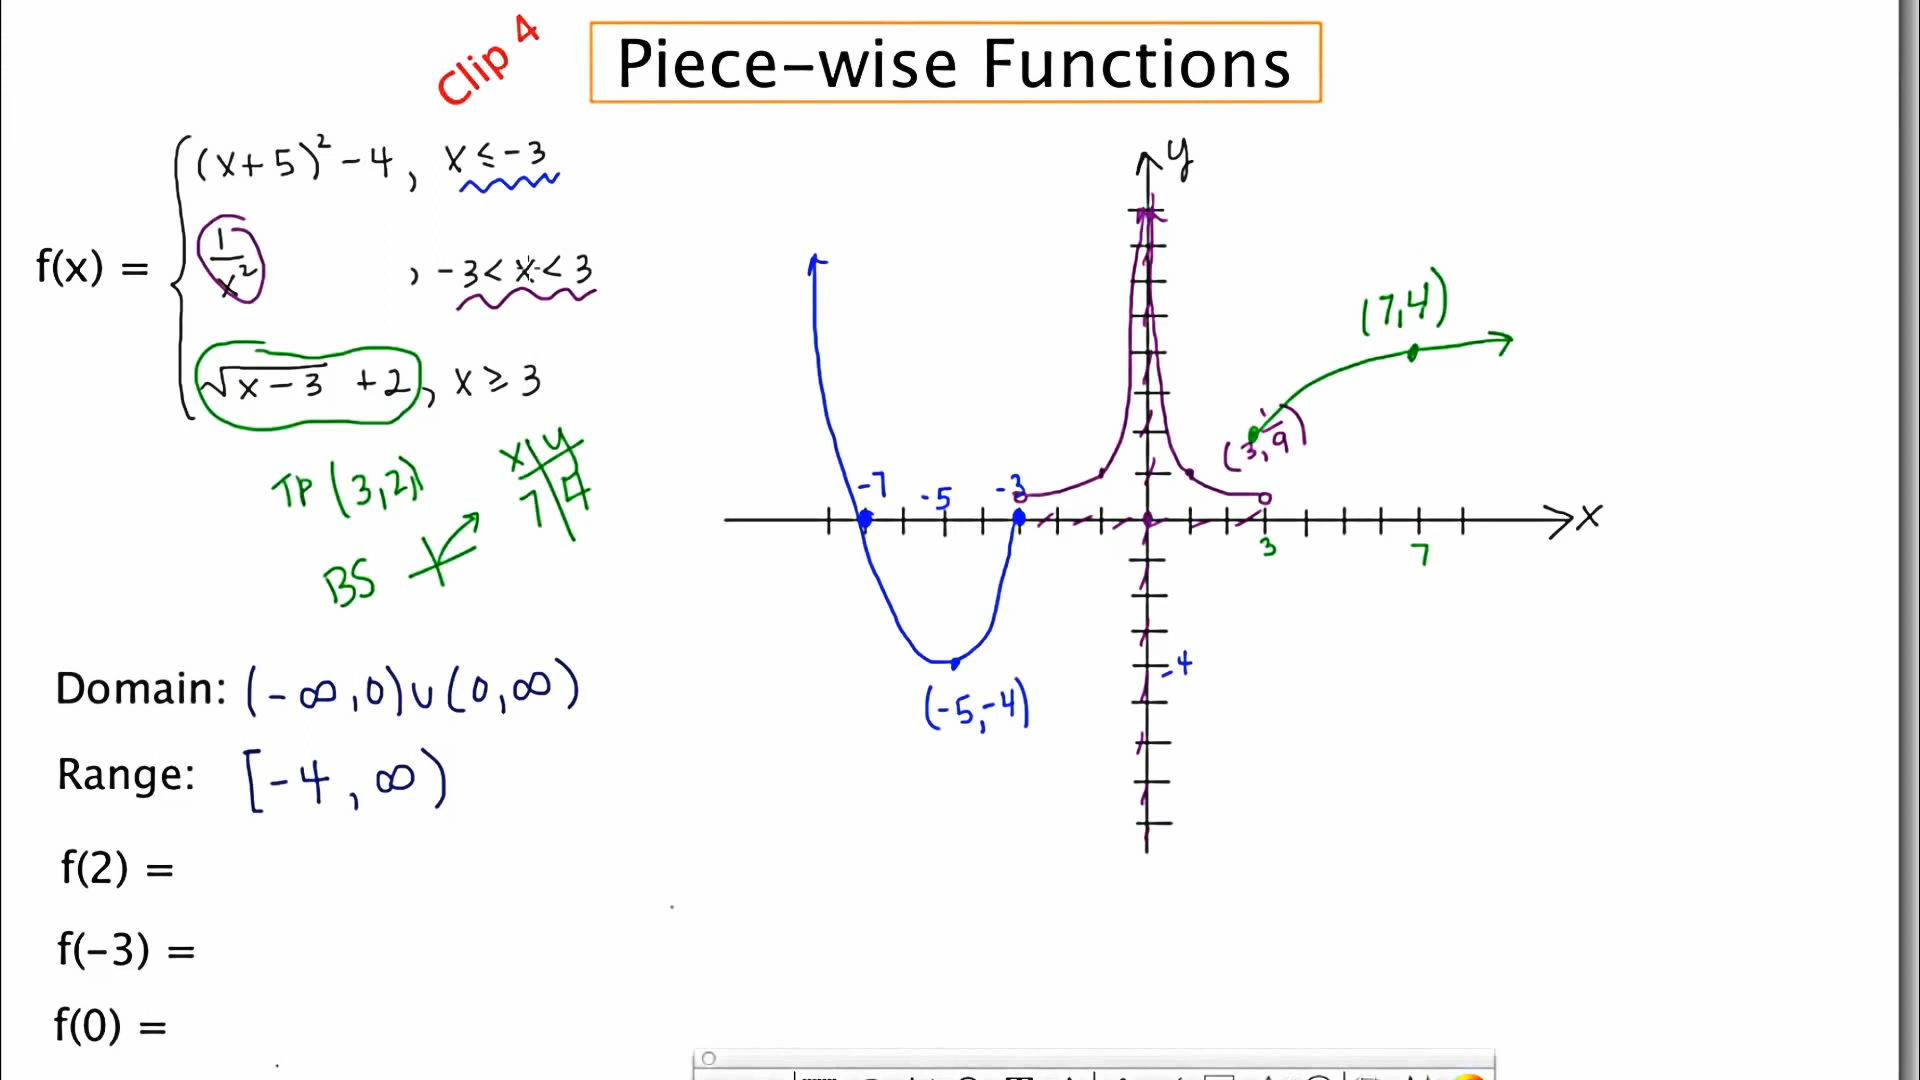 Clip 4
Piece-wise Functions
f(x) =
(x+5)² - 4, x ≤ -3
1/x² , -3 < x < 3
√x-3 +2, x ≥ 3
TP (3,2)
x y
7 4
BS
Domain: (-∞,0)∪(0,∞)
Range: [-4, ∞)
f(2) =
f(-3) =
f(0) =
y
(7,4)
(3,1/9)
-7
-5
-3
x
3
7
-4
(-5,-4)